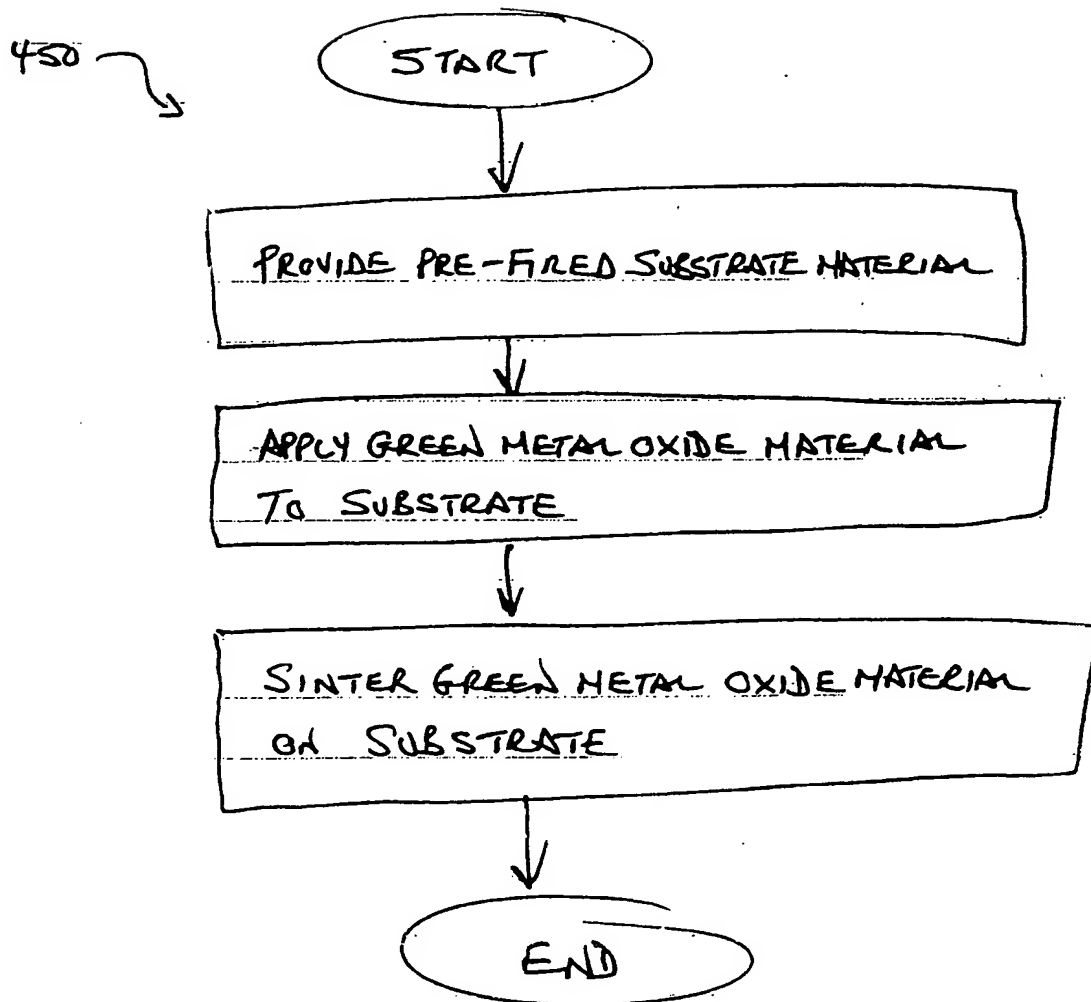 450
START
PROVIDE PRE-FIRED SUBSTRATE MATERIAL
APPLY GREEN METAL OXIDE MATERIAL
TO SUBSTRATE
SINTER GREEN METAL OXIDE MATERIAL
ON SUBSTRATE
END